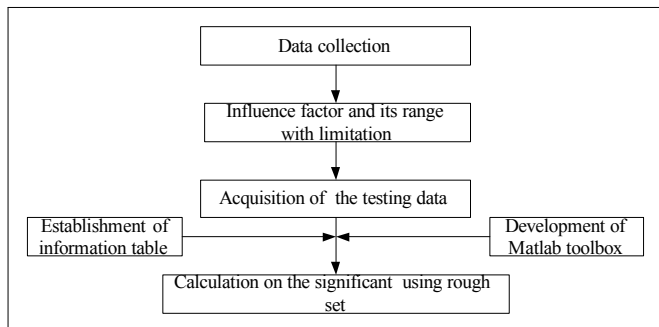 Data collection
Influence factor and its range
with limitation
Acquisition of the testing data
Establishment of
information table
Development of
Matlab toolbox
Calculation on the significant using rough
set